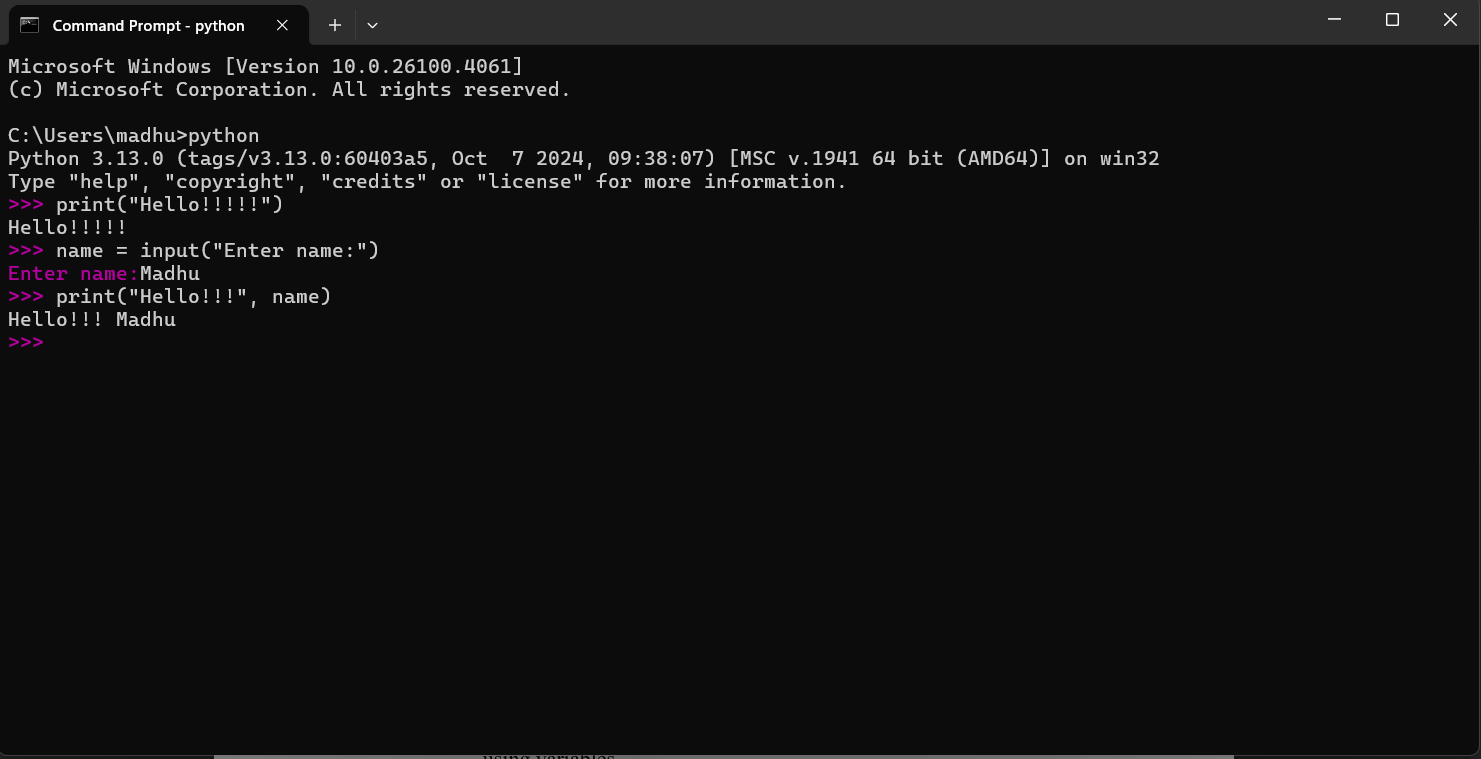 Command Prompt - python
Microsoft Windows [Version 10.0.26100.4061]
(c) Microsoft Corporation. All rights reserved.
C:\Users\madhu>python
Python 3.13.0 (tags/v3.13.0:60403a5, Oct  7 2024, 09:38:07) [MSC v.1941 64 bit (AMD64)] on win32
Type "help", "copyright", "credits" or "license" for more information.
>>> print("Hello!!!!!")
Hello!!!!!
>>> name = input("Enter name:")
Enter name:Madhu
>>> print("Hello!!!", name)
Hello!!! Madhu
>>>
using variables